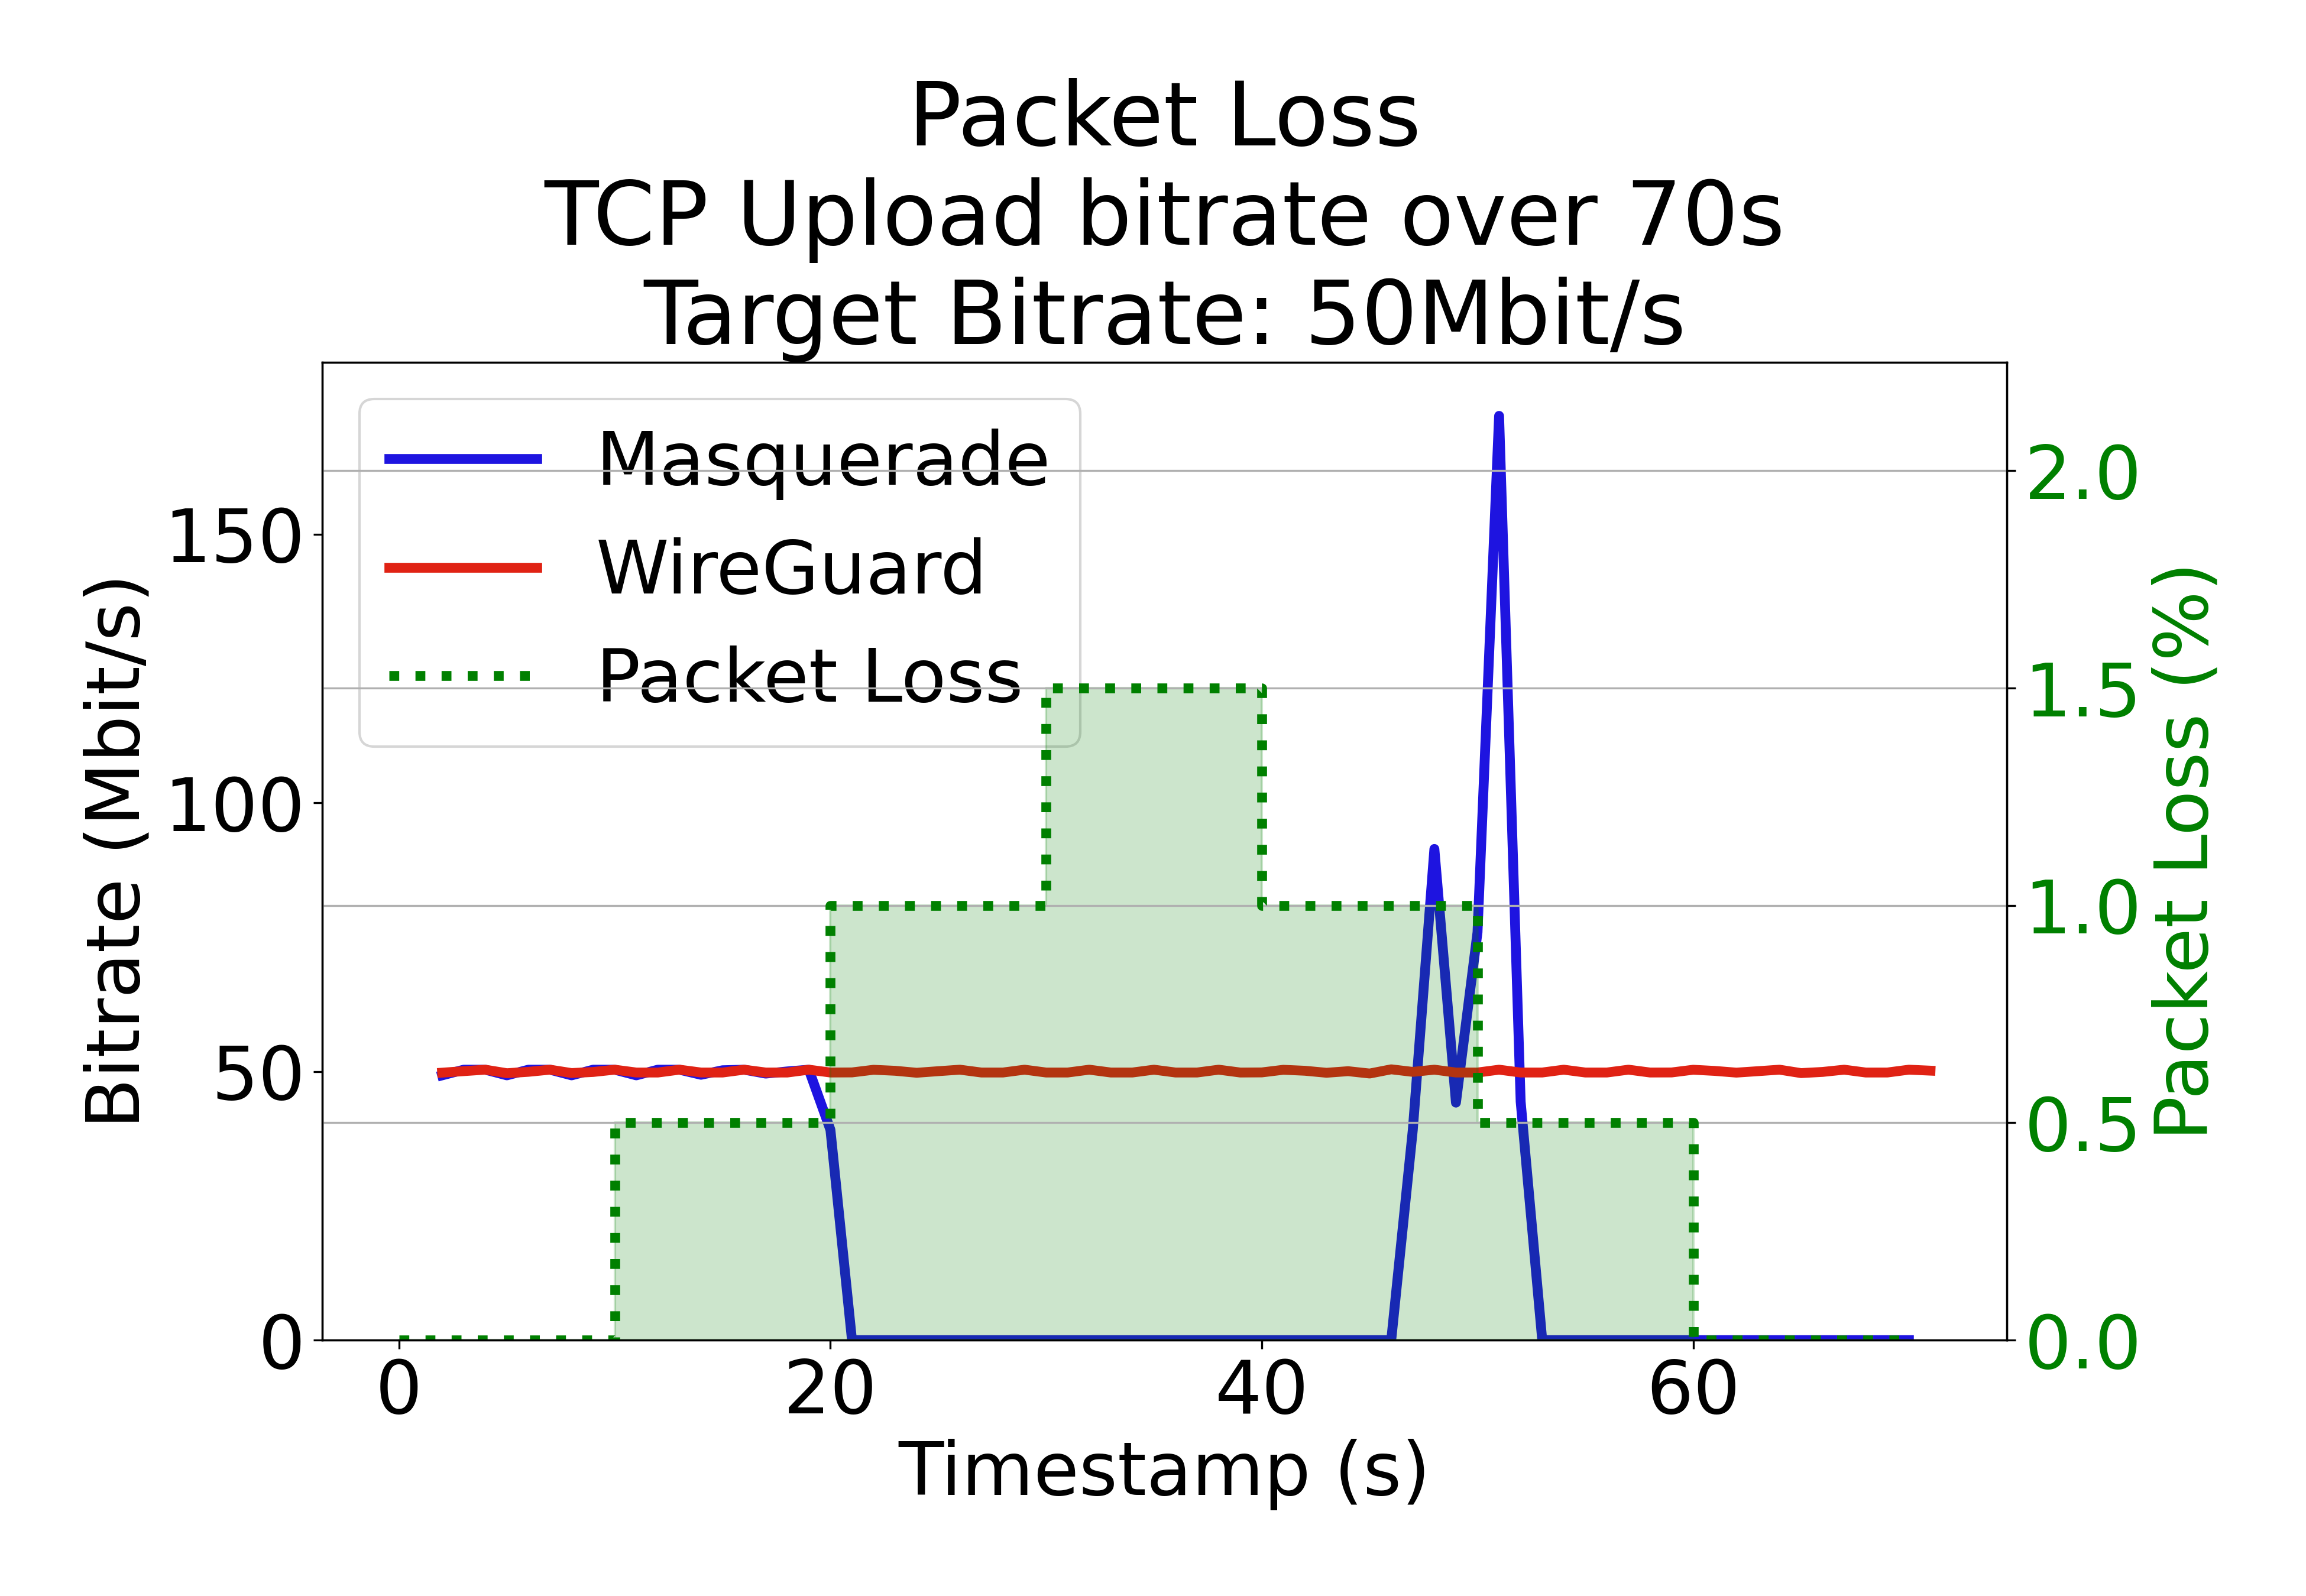 Packet Loss
TCP Upload bitrate over 70s
Target Bitrate: 50Mbit/s
Masquerade
WireGuard
Packet Loss
Bitrate (Mbit/s)
150
100
50
0
2.0
1.5
1.0
0.5
0.0
Packet Loss (%)
0 20 40 60
Timestamp (s)